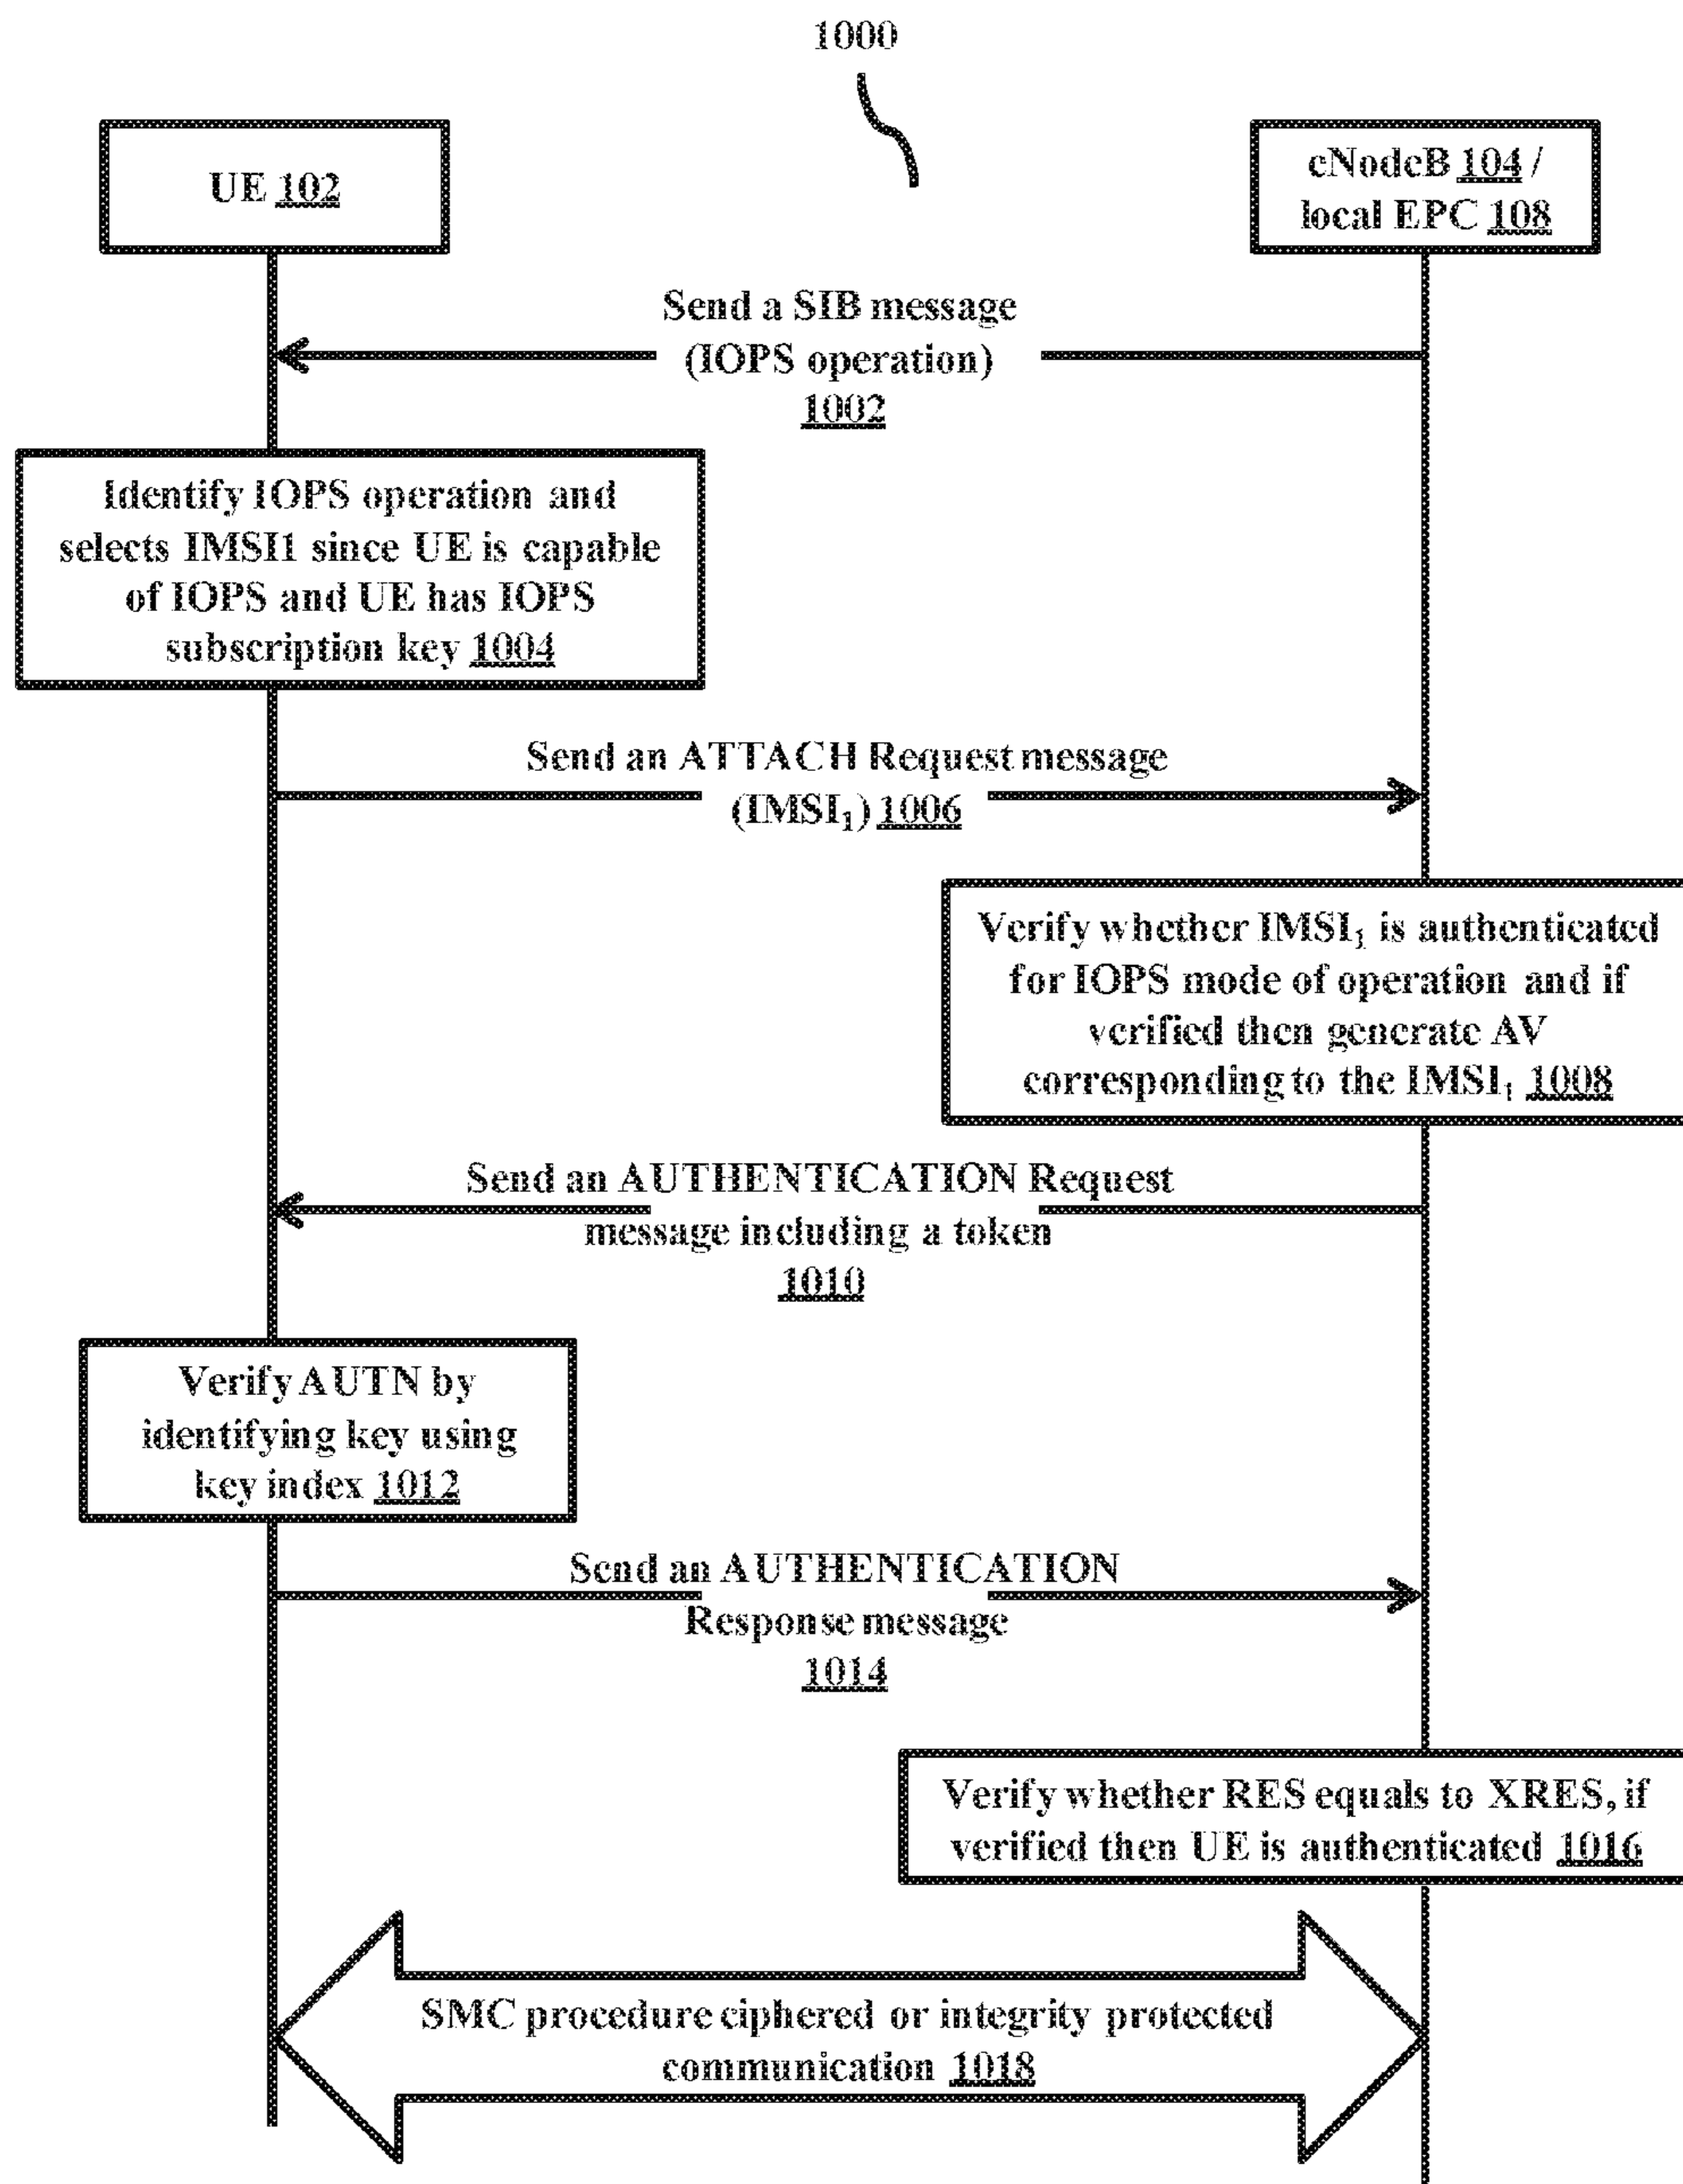 1000
UE 102
eNodeB 104 /
local EPC 108
Send a SIB message
(IOPS operation)
1002
Identify IOPS operation and
selects IMSI1 since UE is capable
of IOPS and UE has IOPS
subscription key 1004
Send an ATTACH Request message
(IMSI₁) 1006
Verify whether IMSI₁ is authenticated
for IOPS mode of operation and if
verified then generate AV
corresponding to the IMSI₁ 1008
Send an AUTHENTICATION Request
message including a token
1010
Verify AUTN by
identifying key using
key index 1012
Send an AUTHENTICATION
Response message
1014
Verify whether RES equals to XRES, if
verified then UE is authenticated 1016
SMC procedure ciphered or integrity protected
communication 1018